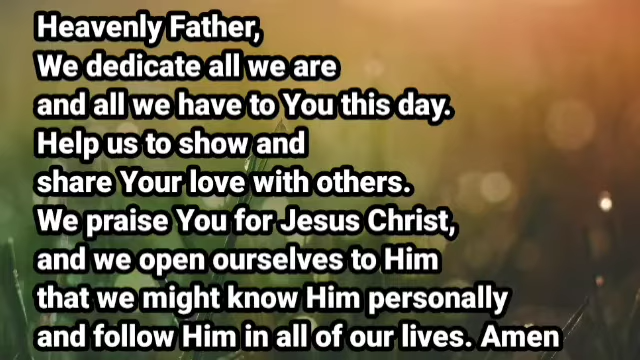 Heavenly Father,
We dedicate all we are
and all we have to You this day.
Help us to show and
share Your love with others.
We praise You for Jesus Christ,
and we open ourselves to Him
that we might know Him personally
and follow Him in all of our lives. Amen